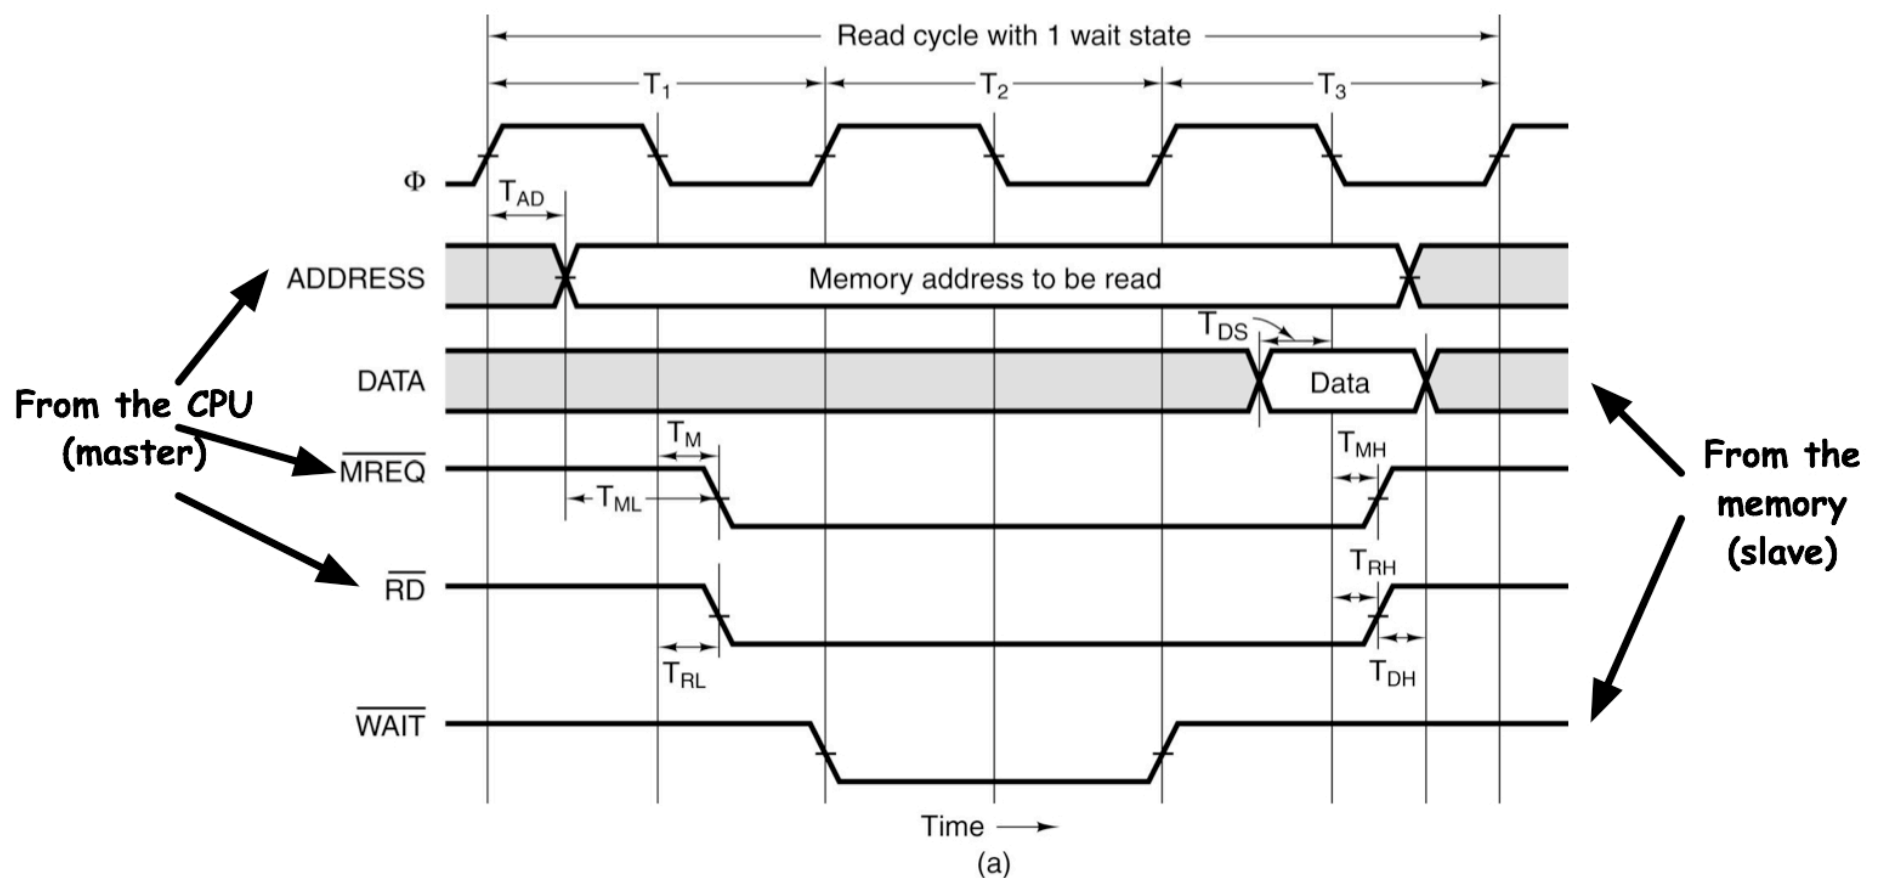 Read cycle with 1 wait state
T1 T2 T3
Φ
TAD
ADDRESS Memory address to be read
TDS
DATA Data
From the CPU
(master)
TM
TMH
MREQ
TML
From the
memory
(slave)
TRH
RD
TRL
TDH
WAIT
Time
(a)